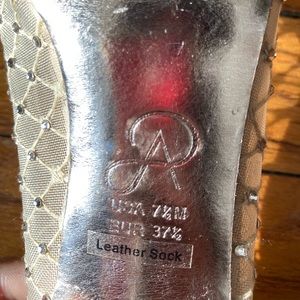 USA 7½M
EUR 37½
Leather Sock